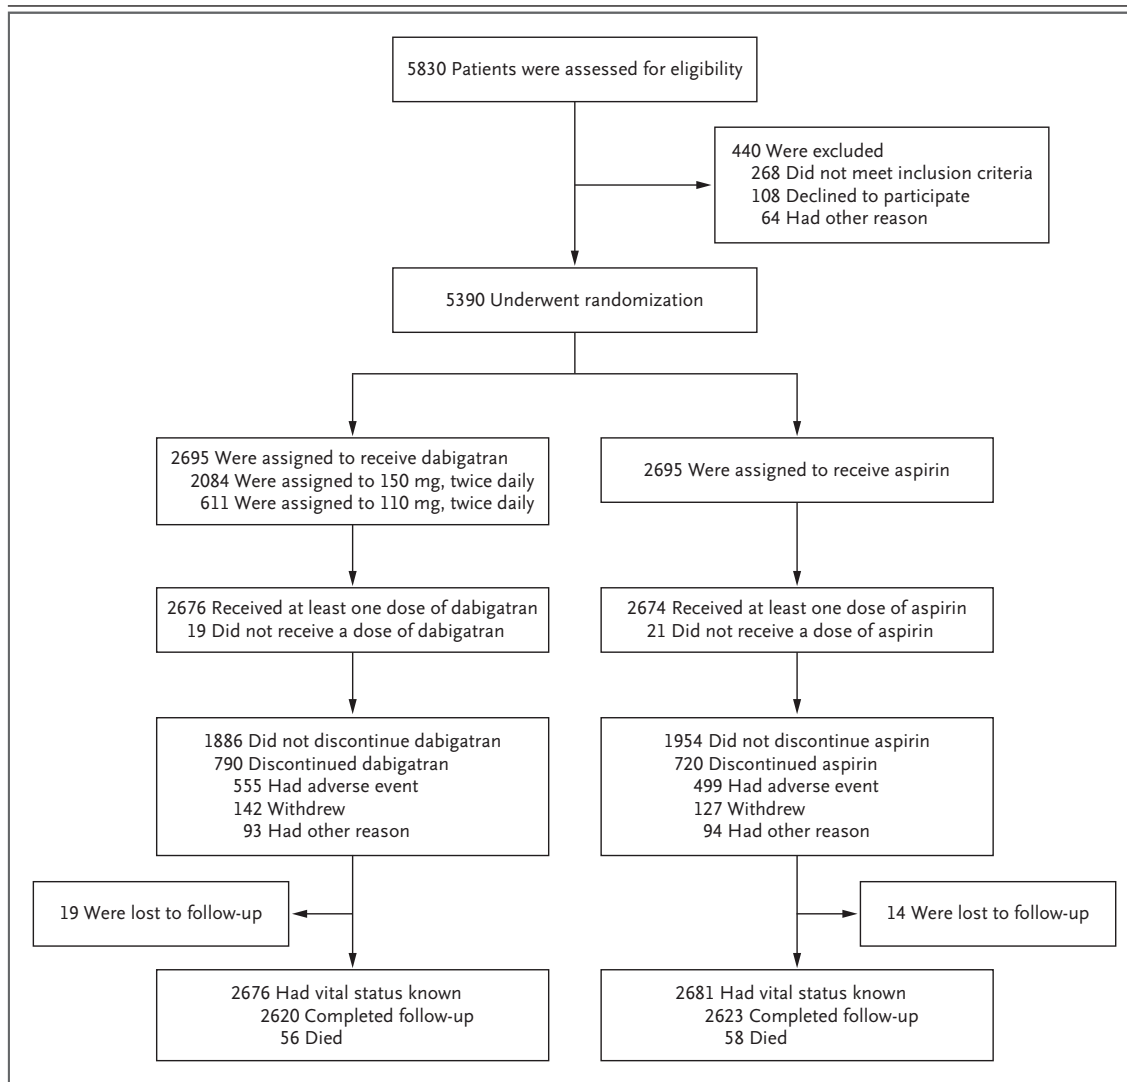 5830 Patients were assessed for eligibility
440 Were excluded
268 Did not meet inclusion criteria
108 Declined to participate
64 Had other reason
5390 Underwent randomization
2695 Were assigned to receive dabigatran
2084 Were assigned to 150 mg, twice daily
611 Were assigned to 110 mg, twice daily
2695 Were assigned to receive aspirin
2676 Received at least one dose of dabigatran
19 Did not receive a dose of dabigatran
2674 Received at least one dose of aspirin
21 Did not receive a dose of aspirin
1886 Did not discontinue dabigatran
790 Discontinued dabigatran
555 Had adverse event
142 Withdrew
93 Had other reason
1954 Did not discontinue aspirin
720 Discontinued aspirin
499 Had adverse event
127 Withdrew
94 Had other reason
19 Were lost to follow-up
14 Were lost to follow-up
2676 Had vital status known
2620 Completed follow-up
56 Died
2681 Had vital status known
2623 Completed follow-up
58 Died